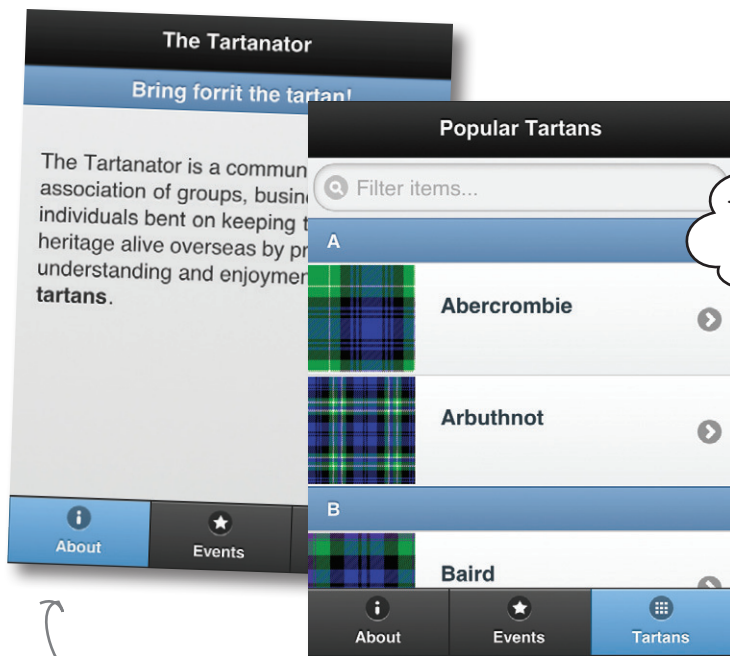 The Tartanator
Bring forrit the tartan!
The Tartanator is a commun
association of groups, busin
individuals bent on keeping t
heritage alive overseas by pr
understanding and enjoymen
tartans.
About
Events
Popular Tartans
Filter items...
A
Abercrombie
Arbuthnot
B
Baird
About
Events
Tartans